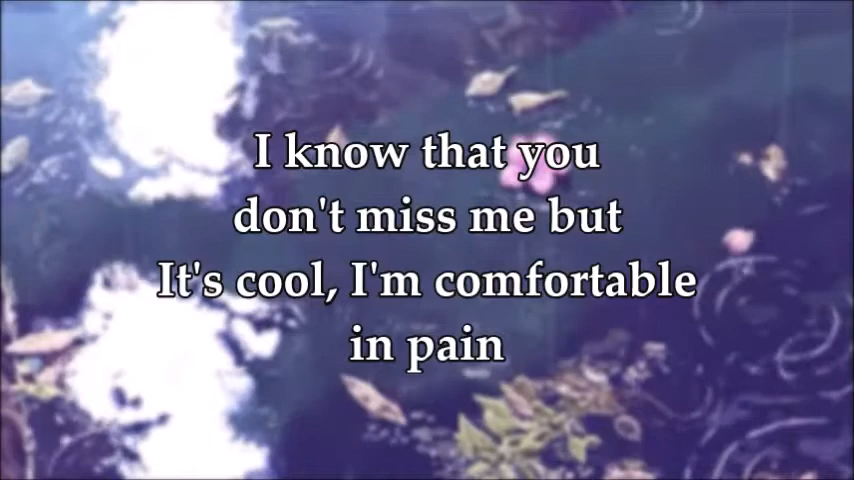 I know that you
don't miss me but
It's cool, I'm comfortable
in pain